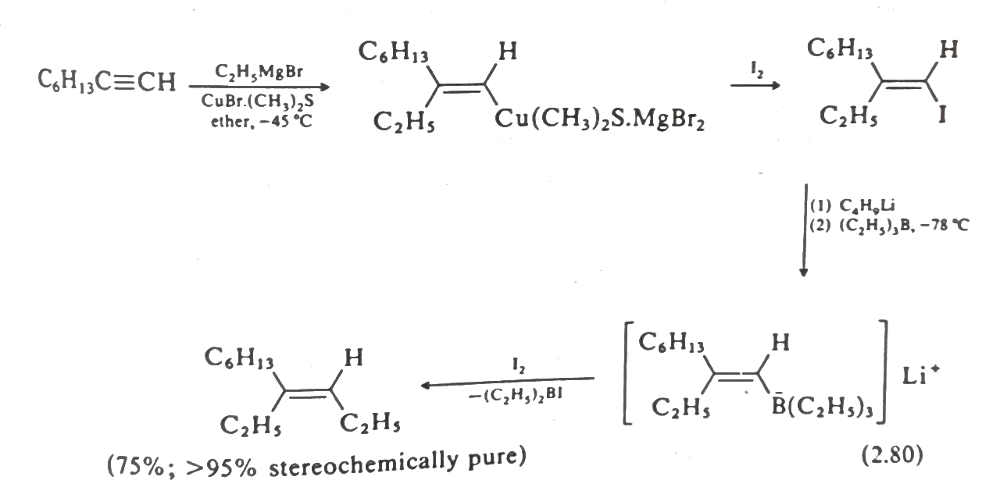 C₆H₁₃C≡CH
C₂H₅MgBr
CuBr.(CH₃)₂S
ether, −45 °C
C₆H₁₃ H
C₂H₅ Cu(CH₃)₂S.MgBr₂
I₂
C₆H₁₃ H
C₂H₅ I
(1) C₄H₉Li
(2) (C₂H₅)₃B, −78 °C
[C₆H₁₃ H
C₂H₅ B̄(C₂H₅)₃] Li⁺
I₂
−(C₂H₅)₂BI
C₆H₁₃ H
C₂H₅ C₂H₅
(75%; >95% stereochemically pure)
(2.80)